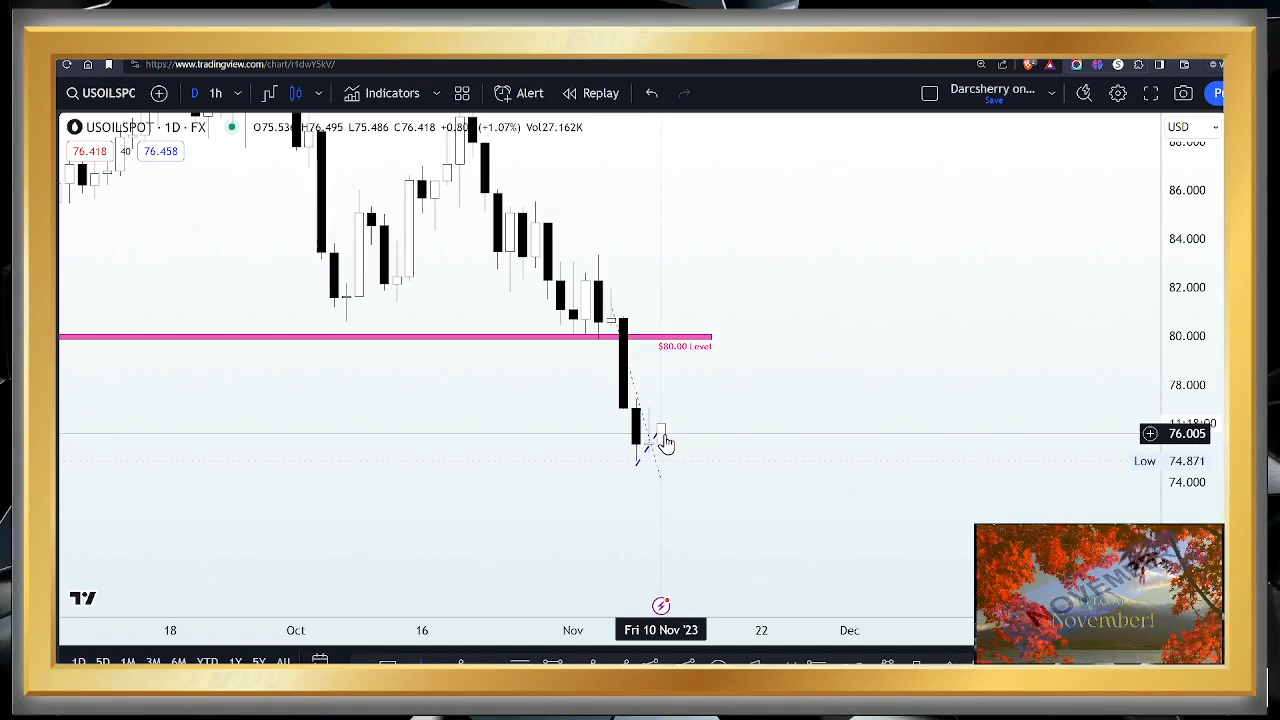 https://www.tradingview.com/chart/r1dwY5kV/
USOILSPC D 1h Indicators Alert Replay Darcsherry on...
Save
USOILSPOT · 1D · FX O75.536 H76.495 L75.486 C76.418 (+1.07%) Vol27.162K USD
76.418 40 76.458
88.000
86.000
84.000
82.000
80.000
$80.00 Level
78.000
76.005
Low 74.871
74.000
NOVEMBER
November!
18 Oct 16 Nov Fri 10 Nov '23 22 Dec
1D 5D 1M 3M 6M YTD 1Y 5Y All